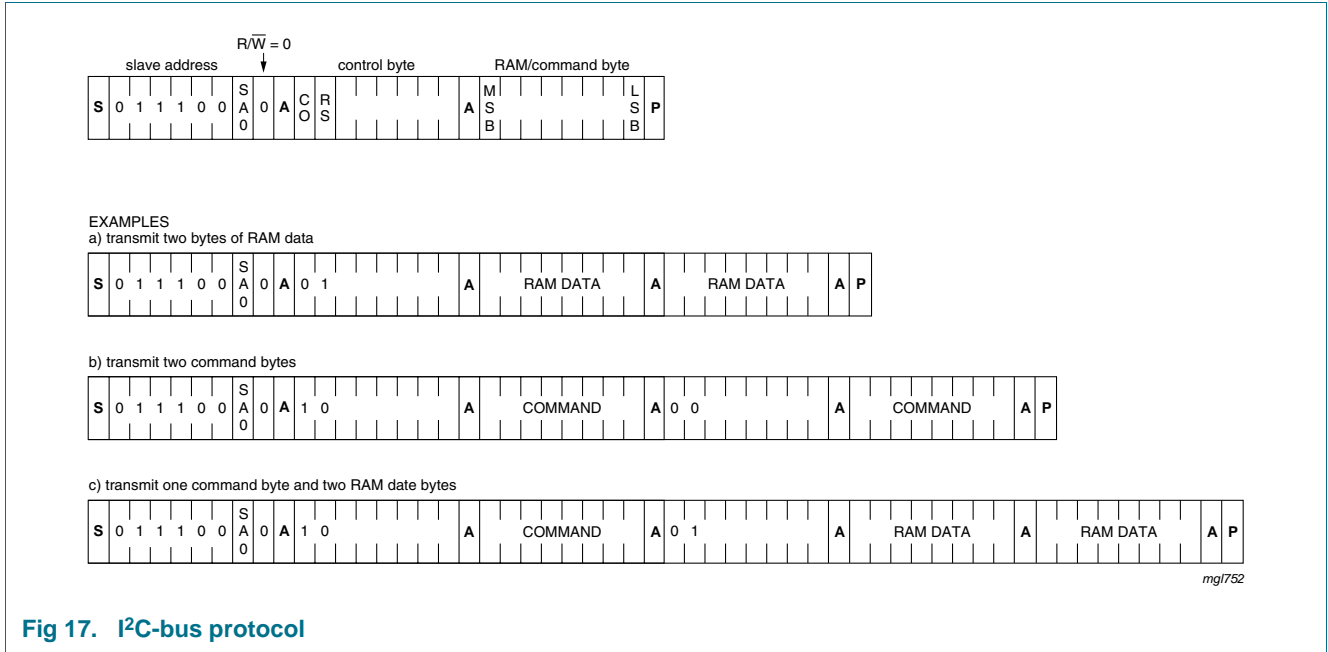 R/W = 0
slave address control byte RAM/command byte
S 0 1 1 1 0 0 SA0 0 A CO RS A MSB LSB P
EXAMPLES
a) transmit two bytes of RAM data
S 0 1 1 1 0 0 SA0 0 A 0 1 A RAM DATA A RAM DATA A P
b) transmit two command bytes
S 0 1 1 1 0 0 SA0 0 A 1 0 A COMMAND A 0 0 A COMMAND A P
c) transmit one command byte and two RAM date bytes
S 0 1 1 1 0 0 SA0 0 A 1 0 A COMMAND A 0 1 A RAM DATA A RAM DATA A P
mgl752
Fig 17. I²C-bus protocol